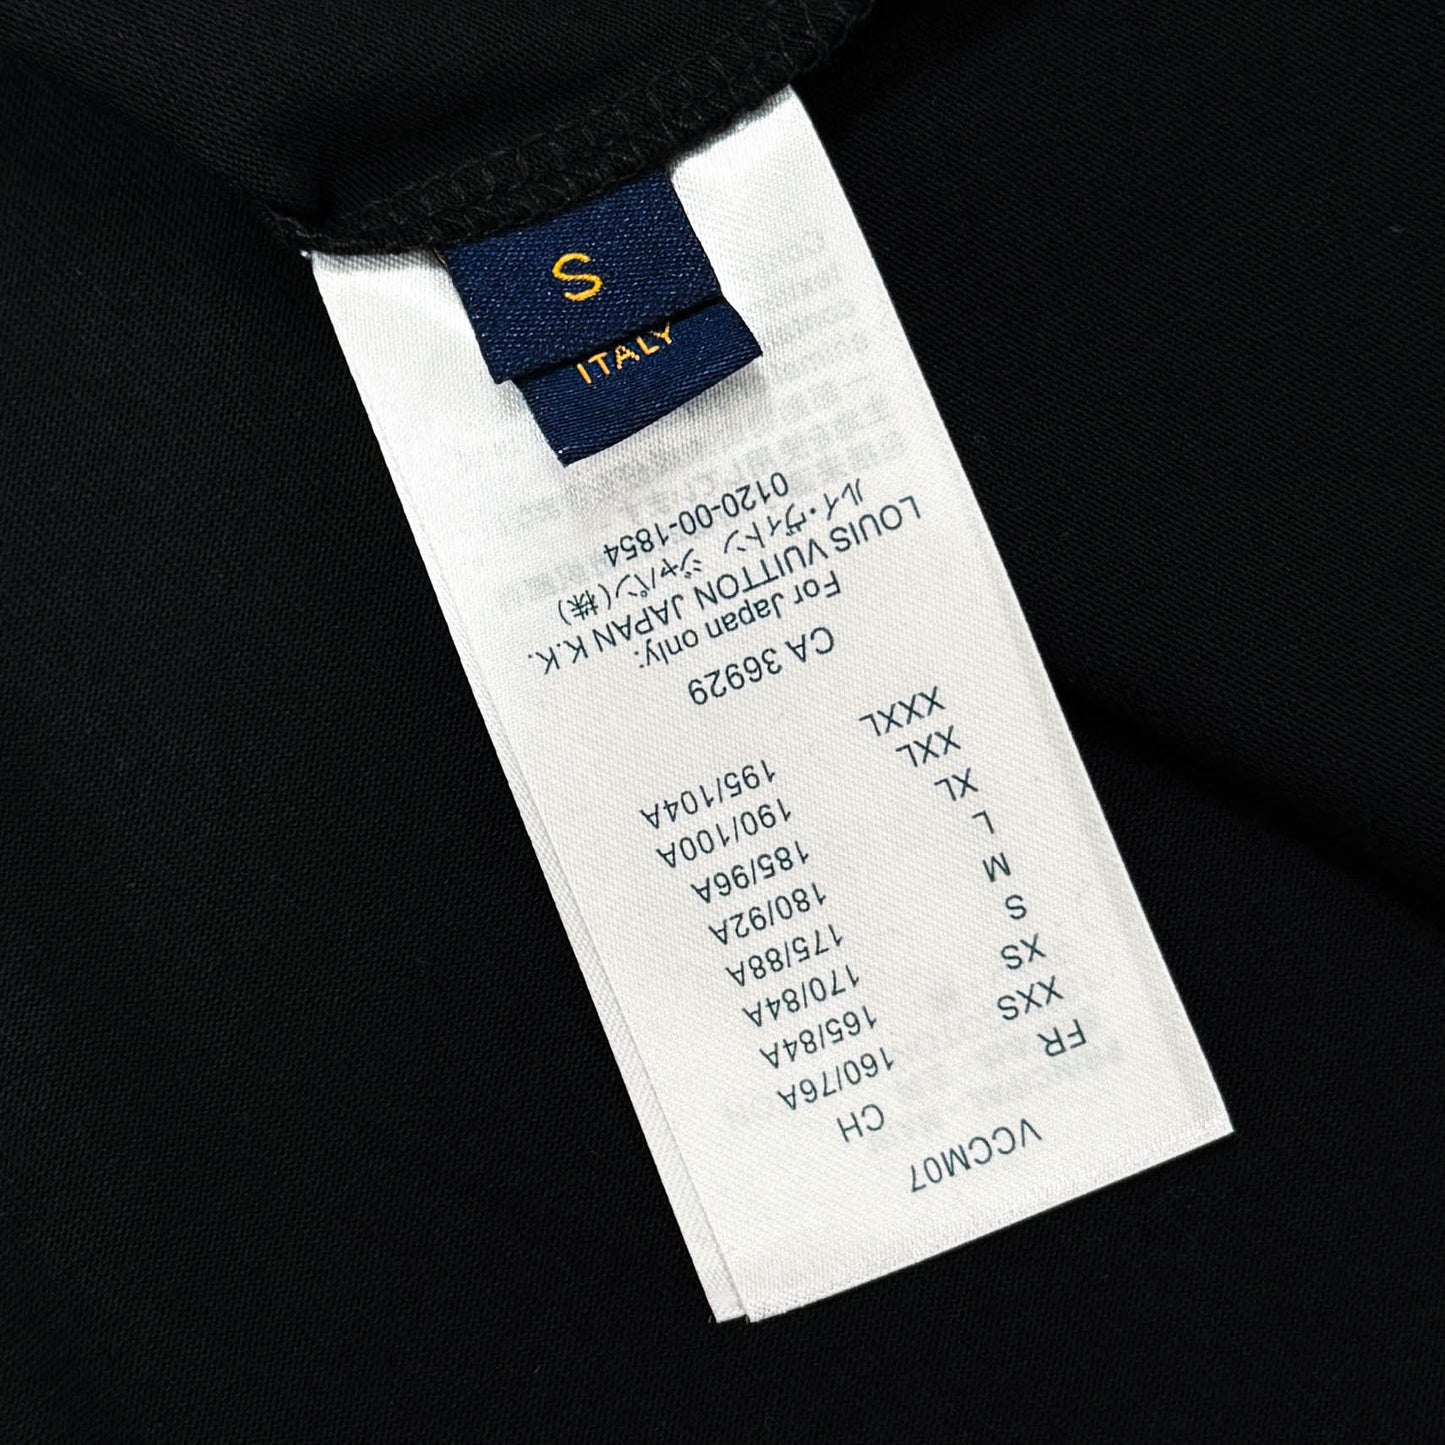 S
ITALY
VCCM07
FR CH
XXS 160/76A
XS 165/84A
S 170/84A
M 175/88A
L 180/92A
XL 185/96A
XXL 190/100A
XXXL 195/104A
CA 36929
For Japan only:
LOUIS VUITTON JAPAN K.K.
ルイ・ヴィトン ジャパン(株)
0120-00-1854